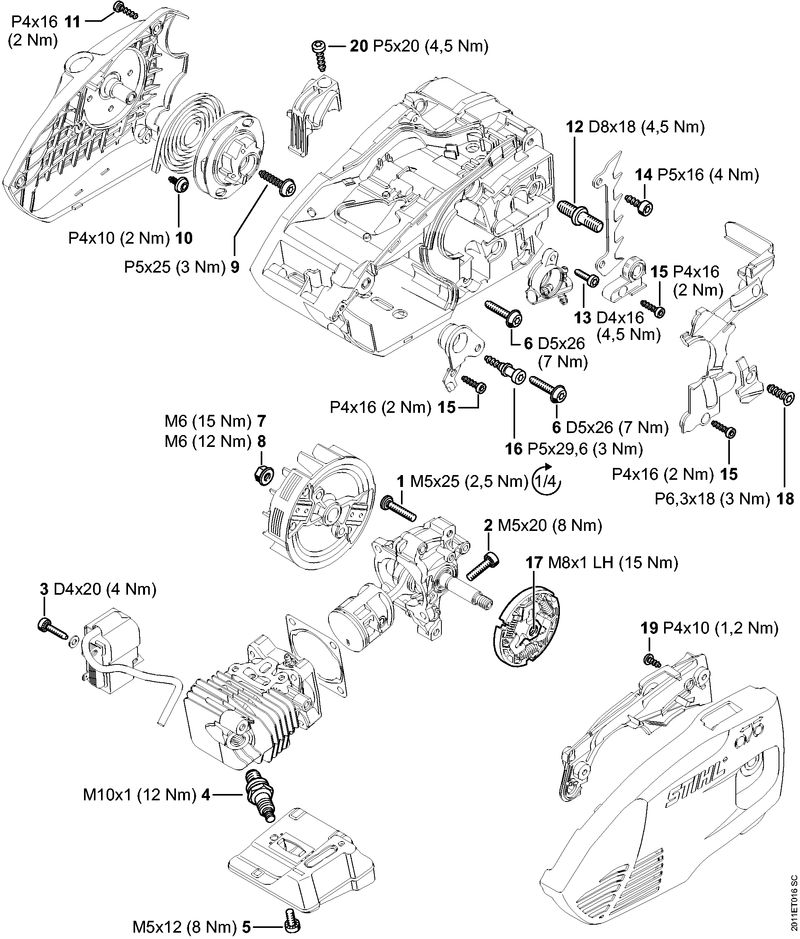 P4x16 11
(2 Nm)
20 P5x20 (4,5 Nm)
12 D8x18 (4,5 Nm)
14 P5x16 (4 Nm)
P4x10 (2 Nm) 10
P5x25 (3 Nm) 9
15 P4x16
(2 Nm)
13 D4x16
(4,5 Nm)
6 D5x26
(7 Nm)
P4x16 (2 Nm) 15
6 D5x26 (7 Nm)
16 P5x29,6 (3 Nm)
P4x16 (2 Nm) 15
P6,3x18 (3 Nm) 18
M6 (15 Nm) 7
M6 (12 Nm) 8
1 M5x25 (2,5 Nm) 1/4
2 M5x20 (8 Nm)
17 M8x1 LH (15 Nm)
3 D4x20 (4 Nm)
19 P4x10 (1,2 Nm)
STIHL
M10x1 (12 Nm) 4
M5x12 (8 Nm) 5
2011ET016 SC